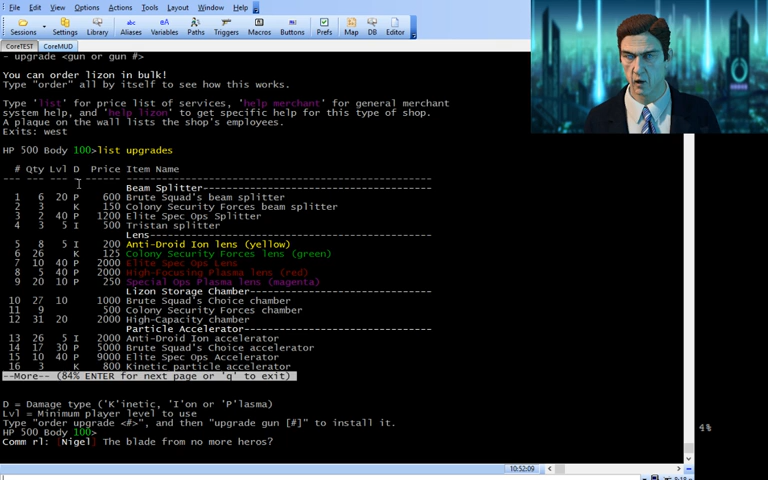 File Edit View Options Actions Tools Layout Window Help
Sessions Settings Library Aliases Variables Paths Triggers Macros Buttons Prefs Map DB Editor
CoreTEST CoreMUD
- upgrade <gun or gun #>
You can order lizon in bulk!
Type "order" all by itself to see how this works.
Type 'list' for price list of services, 'help merchant' for general merchant
system help, and 'help lizon' to get specific help for this type of shop.
A plaque on the wall lists the shop's employees.
Exits: west
HP 500 Body 100>list upgrades
# Qty Lvl D Price Item Name
--- --- --- - ------ ------------------------------------------------------
Beam Splitter--------------------------------------
1 6 20 P 600 Brute Squad's beam splitter
2 3 K 150 Colony Security Forces beam splitter
3 2 40 P 1200 Elite Spec Ops Splitter
4 3 5 I 500 Tristan splitter
Lens-----------------------------------------------
5 8 5 I 200 Anti-Droid Ion lens (yellow)
6 26 K 125 Colony Security Forces lens (green)
7 10 40 P 2000 Elite Spec Ops Lens
8 5 40 P 2000 High-Focusing Plasma lens (red)
9 20 10 P 250 Special Ops Plasma lens (magenta)
Lizon Storage Chamber------------------------------
10 27 10 1000 Brute Squad's Choice chamber
11 9 500 Colony Security Forces chamber
12 31 20 2000 High-Capacity chamber
Particle Accelerator-------------------------------
13 26 5 I 2000 Anti-Droid Ion accelerator
14 17 30 P 5000 Brute Squad's Choice accelerator
15 10 40 P 9000 Elite Spec Ops Accelerator
16 3 K 800 Kinetic particle accelerator
--More-- (84% ENTER for next page or 'q' to exit)
D = Damage type ('K'inetic, 'I'on or 'P'lasma)
Lvl = Minimum player level to use
Type "order upgrade <#>", and then "upgrade gun [#]" to install it.
HP 500 Body 100>
Comm rl: [Nigel] The blade from no more heros?
4%
10:52:09